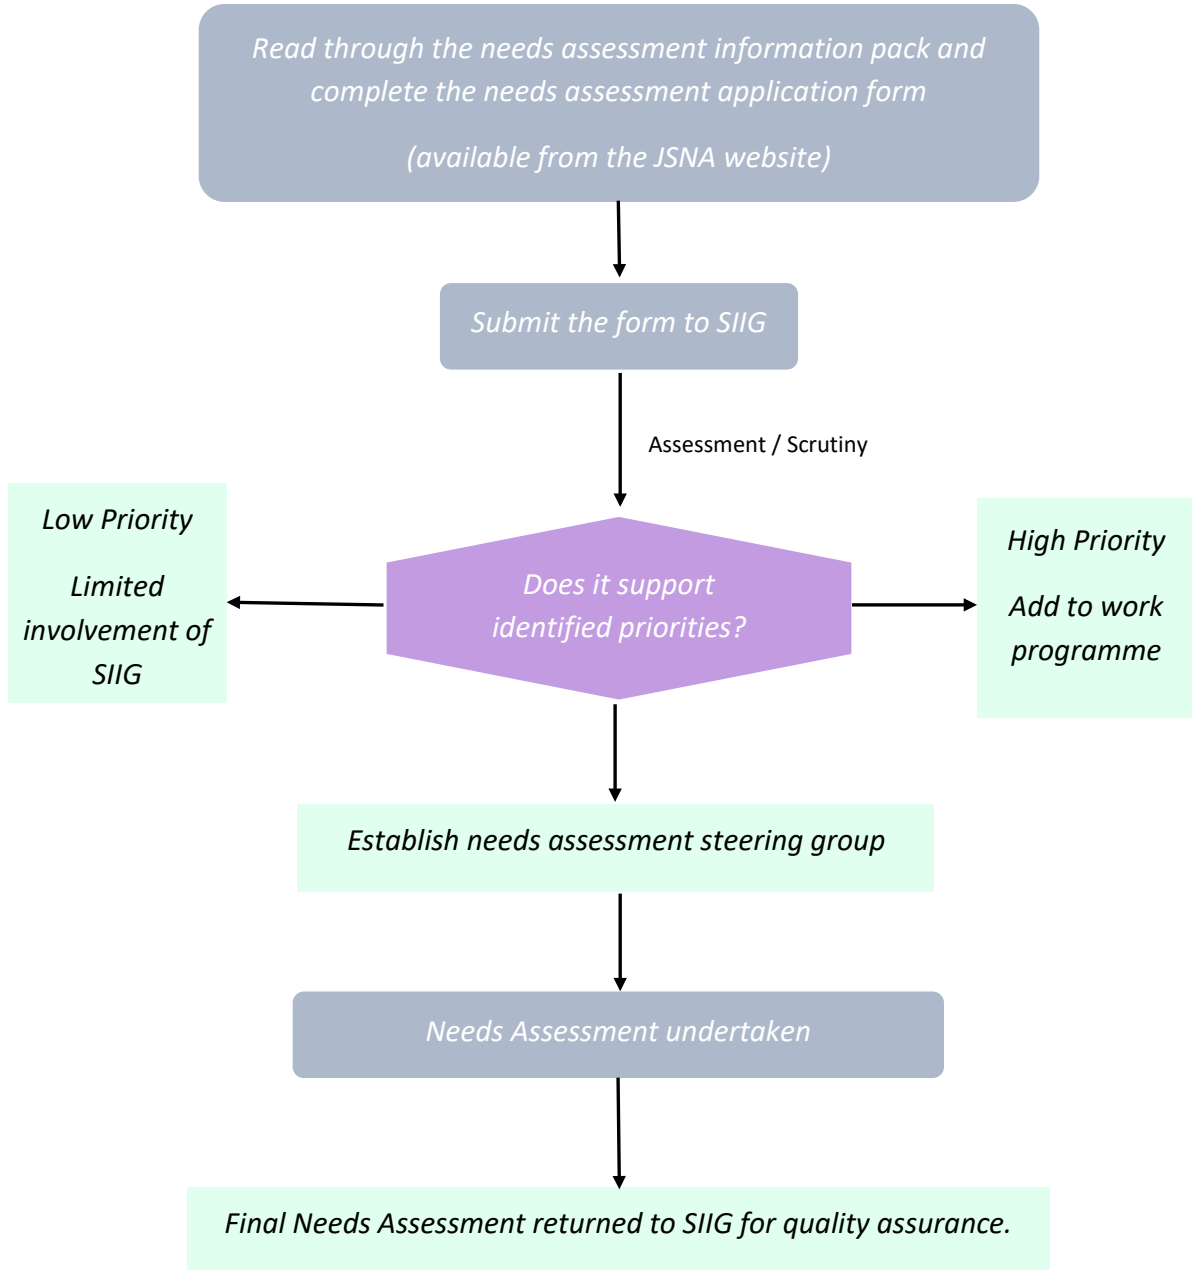 Read through the needs assessment information pack and
complete the needs assessment application form
(available from the JSNA website)
Submit the form to SIIG
Assessment / Scrutiny
Low Priority
Limited
involvement of
SIIG
Does it support
identified priorities?
High Priority
Add to work
programme
Establish needs assessment steering group
Needs Assessment undertaken
Final Needs Assessment returned to SIIG for quality assurance.